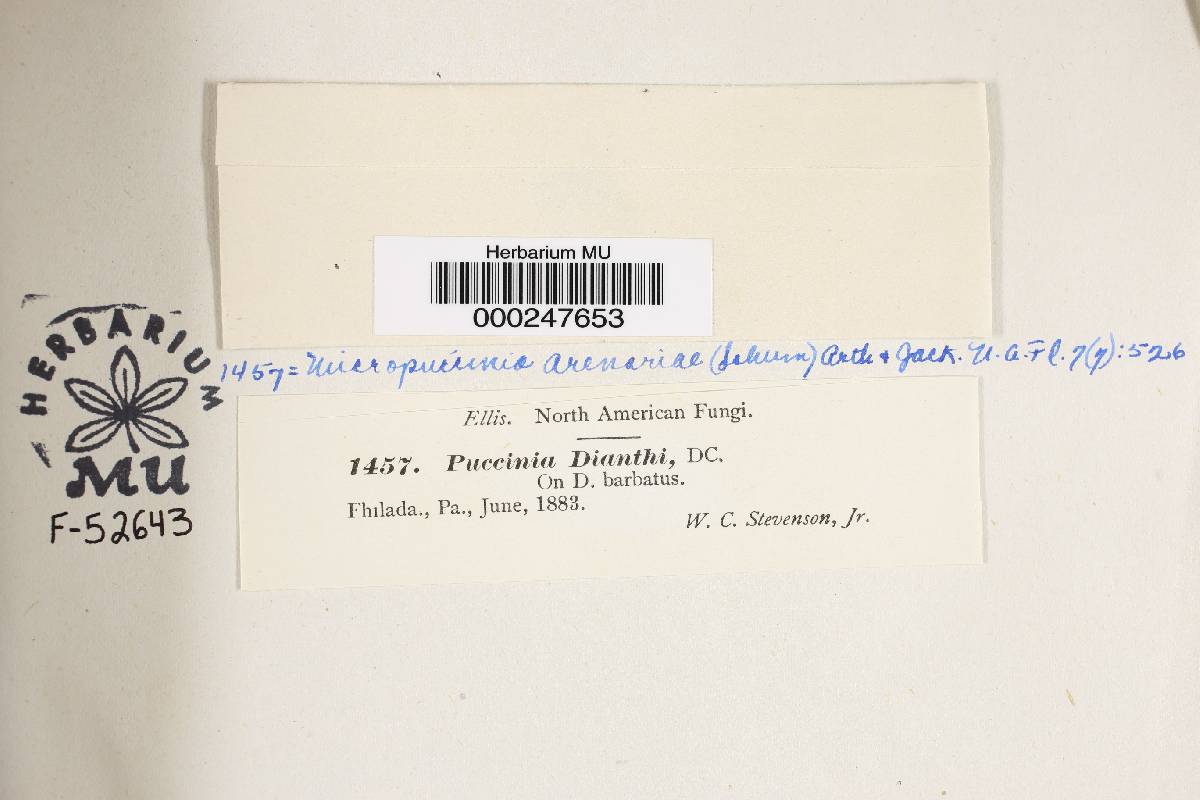 Herbarium MU
000247653
HERBARIUM
MU
F-52643
1457 = Micropuccinia arenariae (Schum) Arth & Jack. N. A. Fl. 7(7):526
Ellis. North American Fungi.
1457. Puccinia Dianthi, DC.
On D. barbatus.
Philada., Pa., June, 1883.
W. C. Stevenson, Jr.